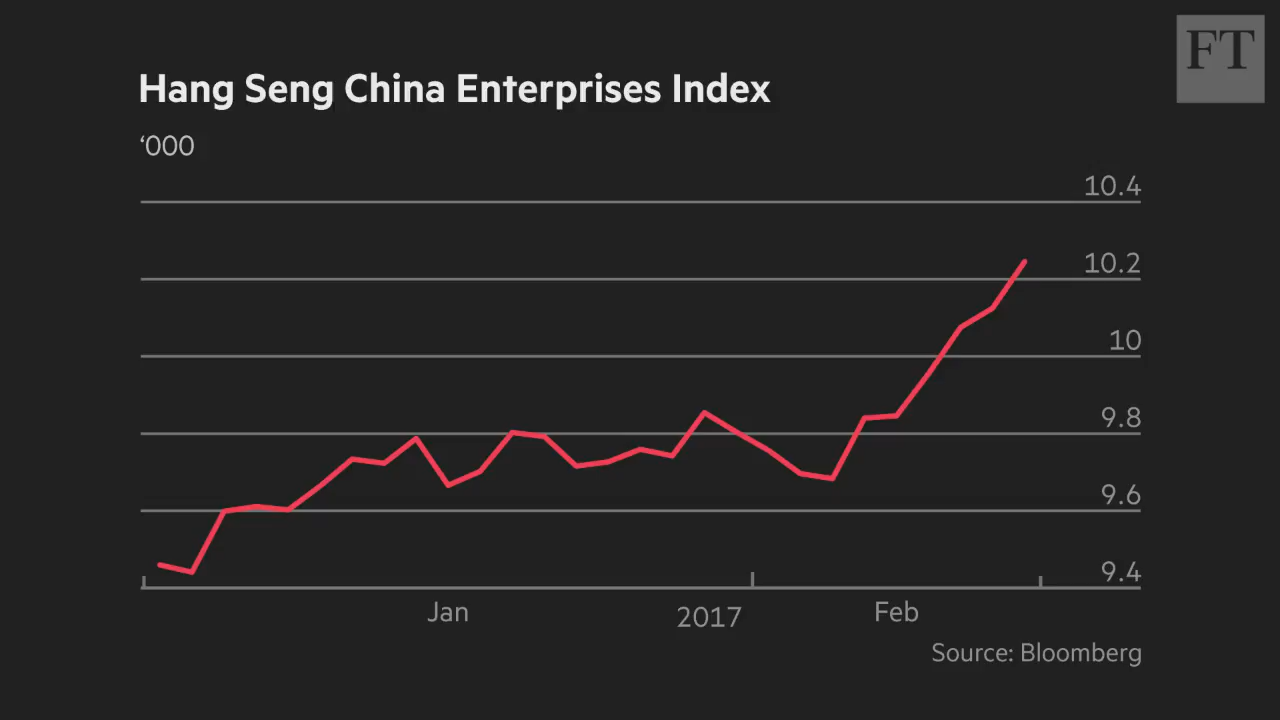 FT
Hang Seng China Enterprises Index
‘000
10.4
10.2
10
9.8
9.6
9.4
Jan 2017 Feb
Source: Bloomberg